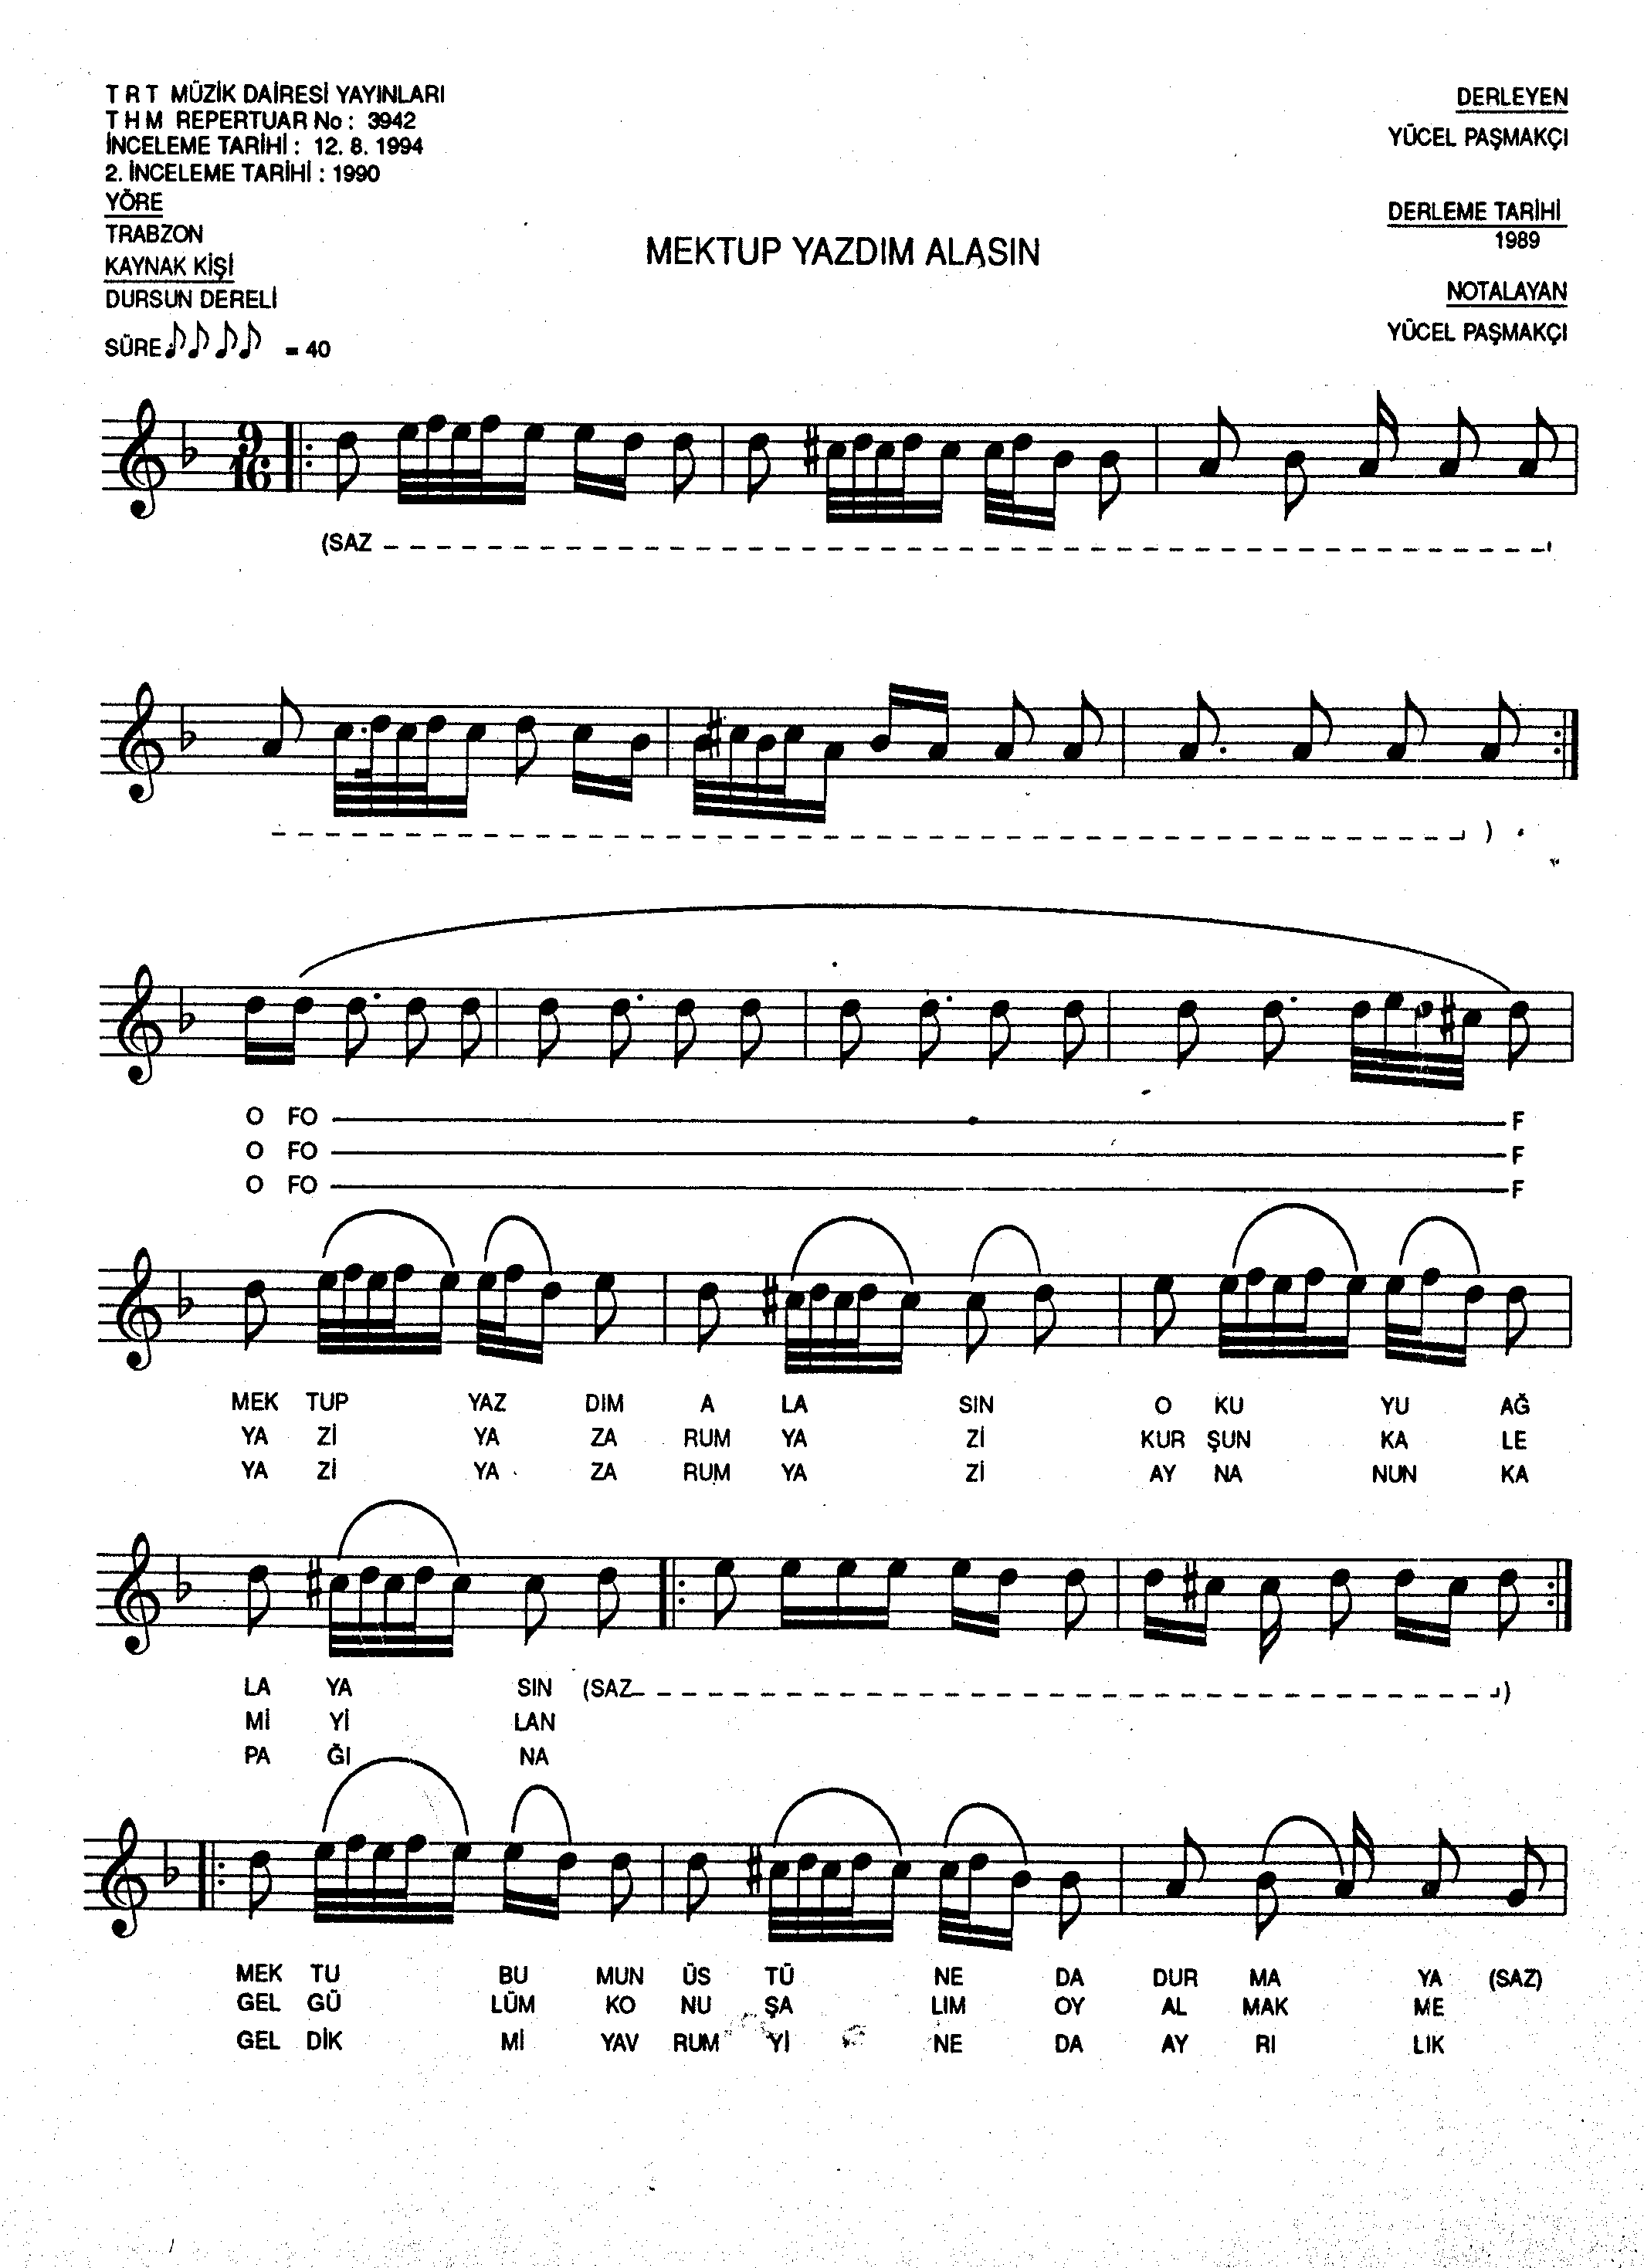 T R T MÜZİK DAİRESİ YAYINLARI
T H M REPERTUAR No : 3942
İNCELEME TARİHİ : 12. 8. 1994
2. İNCELEME TARİHİ : 1990
YÖRE
TRABZON
KAYNAK KİŞİ
DURSUN DERELİ
SÜRE = 40
DERLEYEN
YÜCEL PAŞMAKÇI
DERLEME TARİHİ
1989
NOTALAYAN
YÜCEL PAŞMAKÇI
MEKTUP YAZDIM ALASIN
9
16
(SAZ
)
O FO F
O FO F
O FO F
MEK TUP YAZ DIM A LA SIN O KU YU AĞ
YA Zİ YA ZA RUM YA Zİ KUR ŞUN KA LE
YA Zİ YA ZA RUM YA Zİ AY NA NUN KA
LA YA SIN (SAZ )
Mİ Yİ LAN
PA ĞI NA
MEK TU BU MUN ÜS TÜ NE DA DUR MA YA (SAZ)
GEL GÜ LÜM KO NU ŞA LIM OY AL MAK ME
GEL DİK Mİ YAV RUM Yİ NE DA AY RI LIK